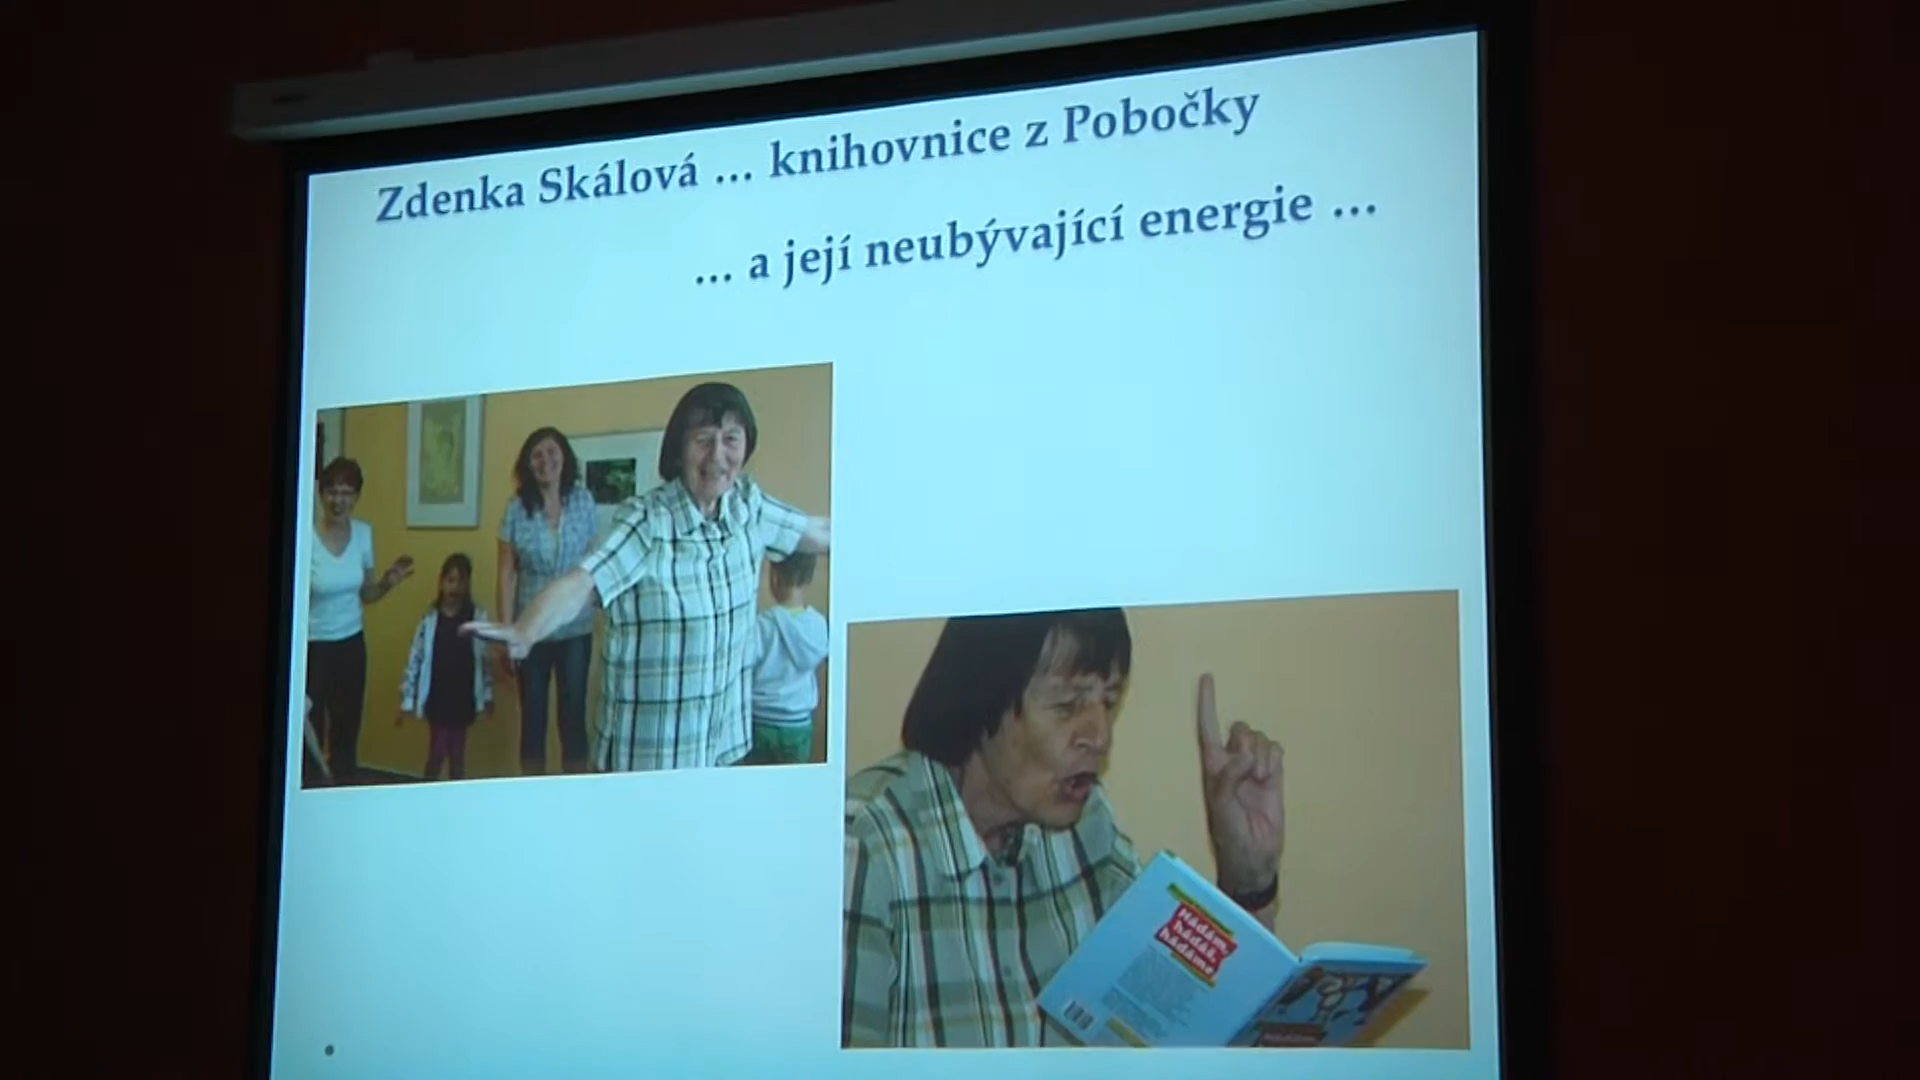 Zdenka Skálová ... knihovnice z Pobočky
... a její neubývající energie ...
Hádám,
hádáš,
hádáme